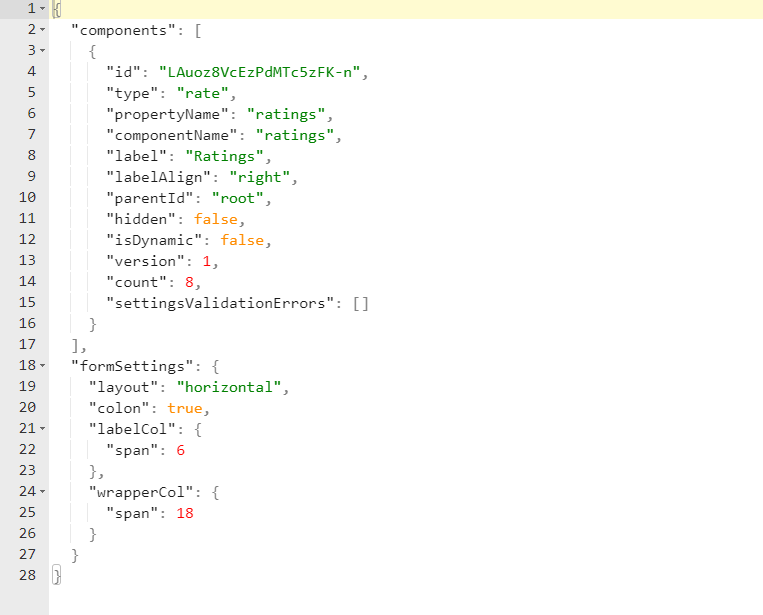 1 {
2 "components": [
3 {
4 "id": "LAuoz8VcEzPdMTc5zFK-n",
5 "type": "rate",
6 "propertyName": "ratings",
7 "componentName": "ratings",
8 "label": "Ratings",
9 "labelAlign": "right",
10 "parentId": "root",
11 "hidden": false,
12 "isDynamic": false,
13 "version": 1,
14 "count": 8,
15 "settingsValidationErrors": []
16 }
17 ],
18 "formSettings": {
19 "layout": "horizontal",
20 "colon": true,
21 "labelCol": {
22 "span": 6
23 },
24 "wrapperCol": {
25 "span": 18
26 }
27 }
28 }